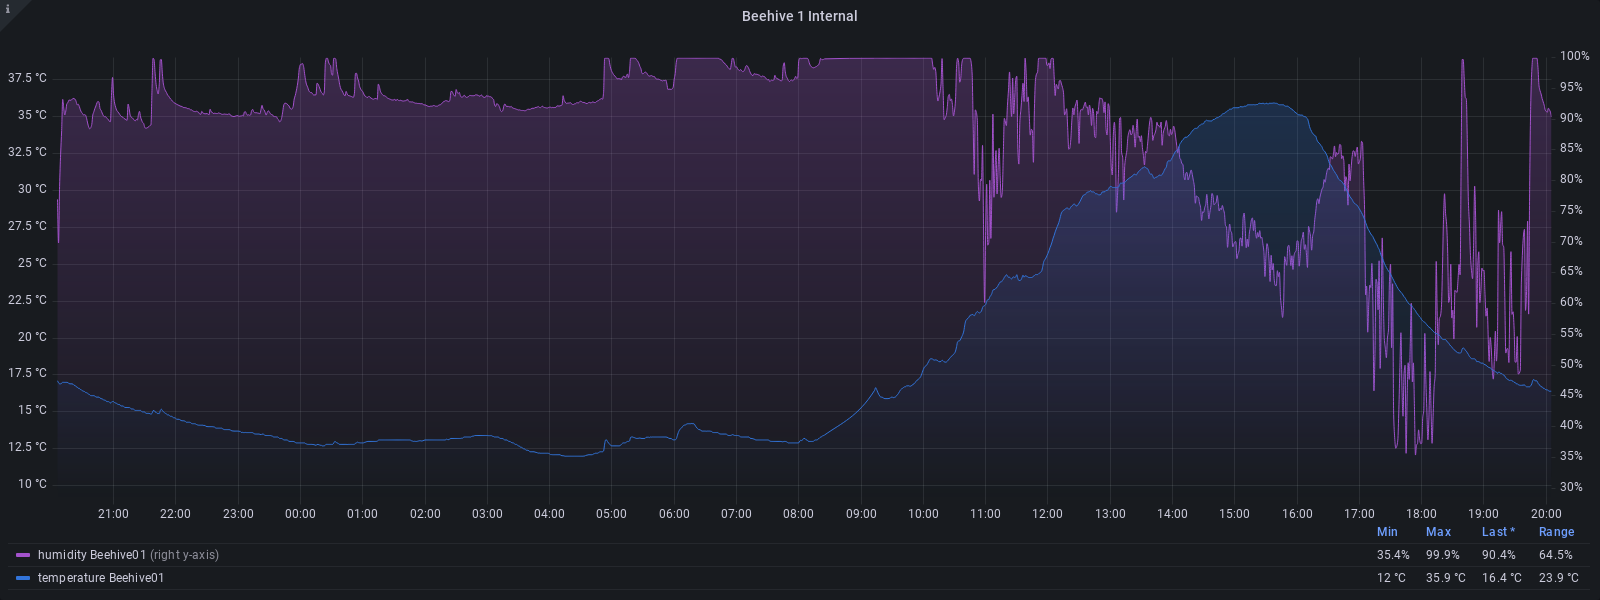 i
Beehive 1 Internal
37.5 °C
35 °C
32.5 °C
30 °C
27.5 °C
25 °C
22.5 °C
20 °C
17.5 °C
15 °C
12.5 °C
10 °C
100%
95%
90%
85%
80%
75%
70%
65%
60%
55%
50%
45%
40%
35%
30%
21:00 22:00 23:00 00:00 01:00 02:00 03:00 04:00 05:00 06:00 07:00 08:00 09:00 10:00 11:00 12:00 13:00 14:00 15:00 16:00 17:00 18:00 19:00 20:00
Min Max Last * Range
humidity Beehive01 (right y-axis) 35.4% 99.9% 90.4% 64.5%
temperature Beehive01 12 °C 35.9 °C 16.4 °C 23.9 °C